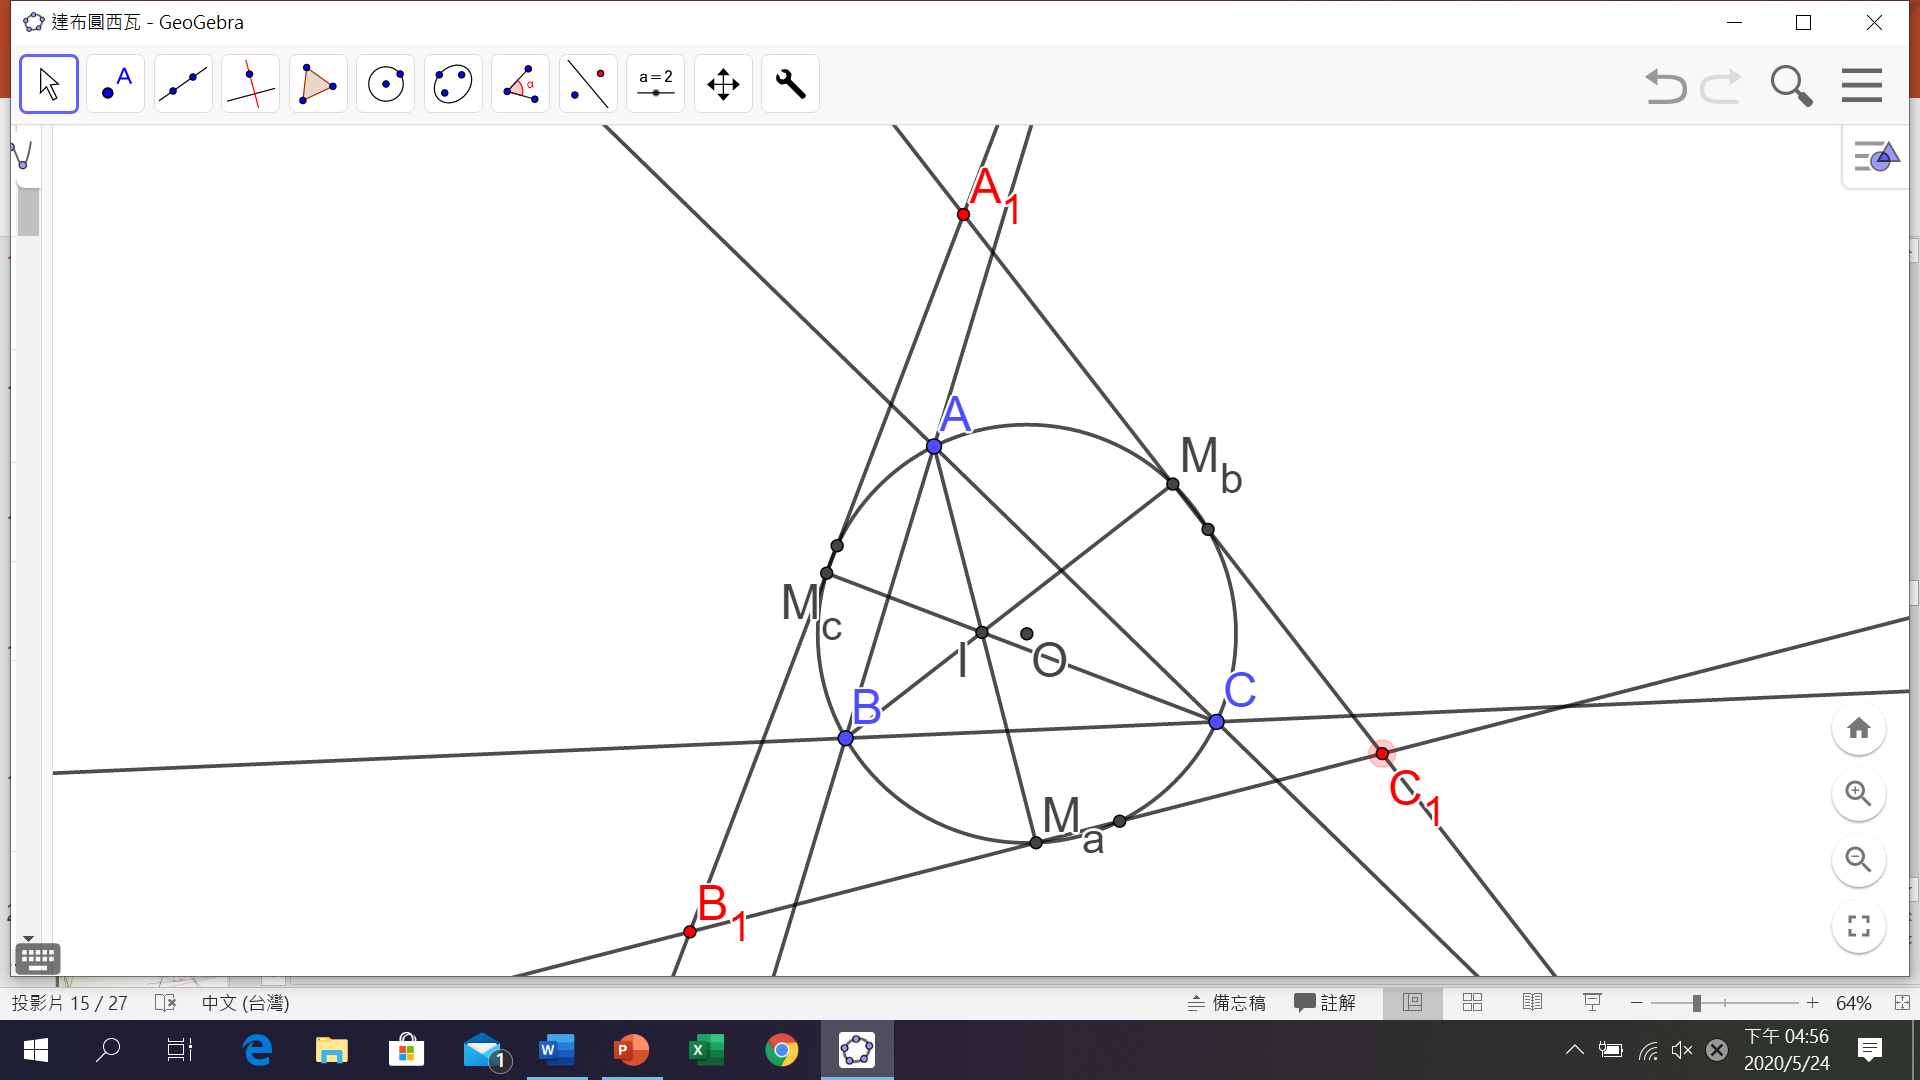 達布圓西瓦 - GeoGebra
A
α
a=2
A1
A
Mb
Mc
I
O
B
C
Ma
C1
B1
投影片 15 / 27
中文 (台灣)
備忘稿
註解
64%
1
下午 04:56
2020/5/24